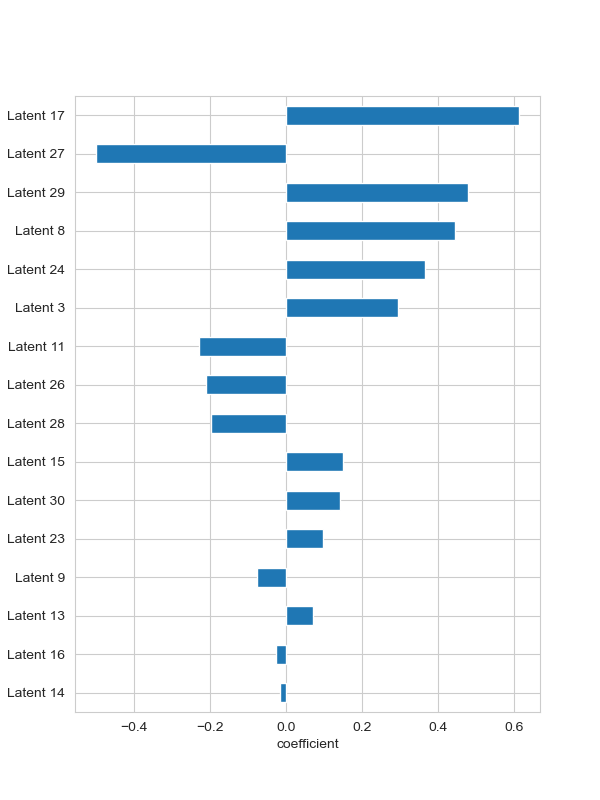 Latent 17
Latent 27
Latent 29
Latent 8
Latent 24
Latent 3
Latent 11
Latent 26
Latent 28
Latent 15
Latent 30
Latent 23
Latent 9
Latent 13
Latent 16
Latent 14
−0.4 −0.2 0.0 0.2 0.4 0.6
coefficient